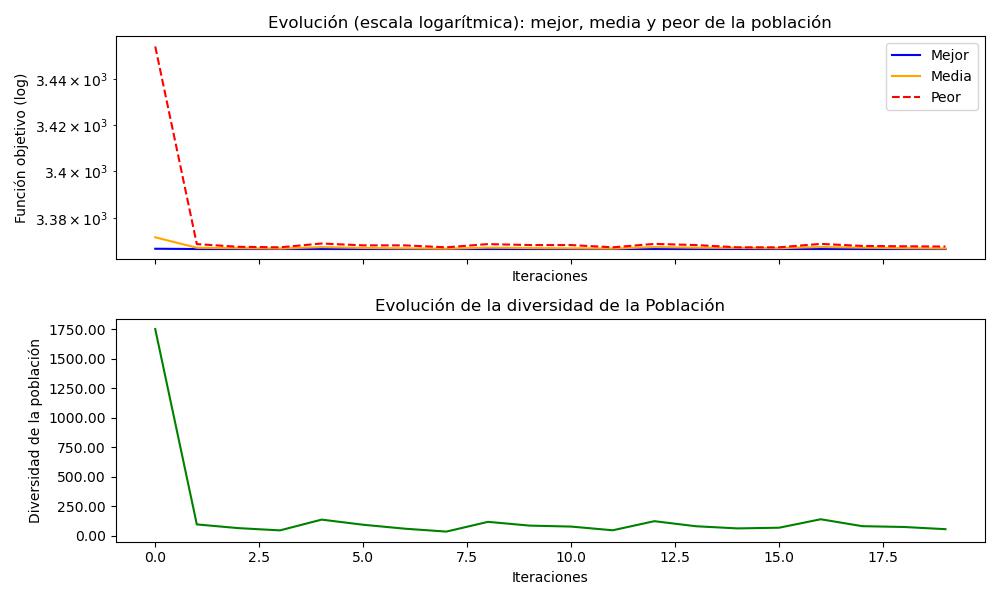 Evolución (escala logarítmica): mejor, media y peor de la población
Función objetivo (log)
3.44 × 10³
3.42 × 10³
3.4 × 10³
3.38 × 10³
Mejor
Media
Peor
Iteraciones
Evolución de la diversidad de la Población
Diversidad de la población
1750.00
1500.00
1250.00
1000.00
750.00
500.00
250.00
0.00
0.0 2.5 5.0 7.5 10.0 12.5 15.0 17.5
Iteraciones